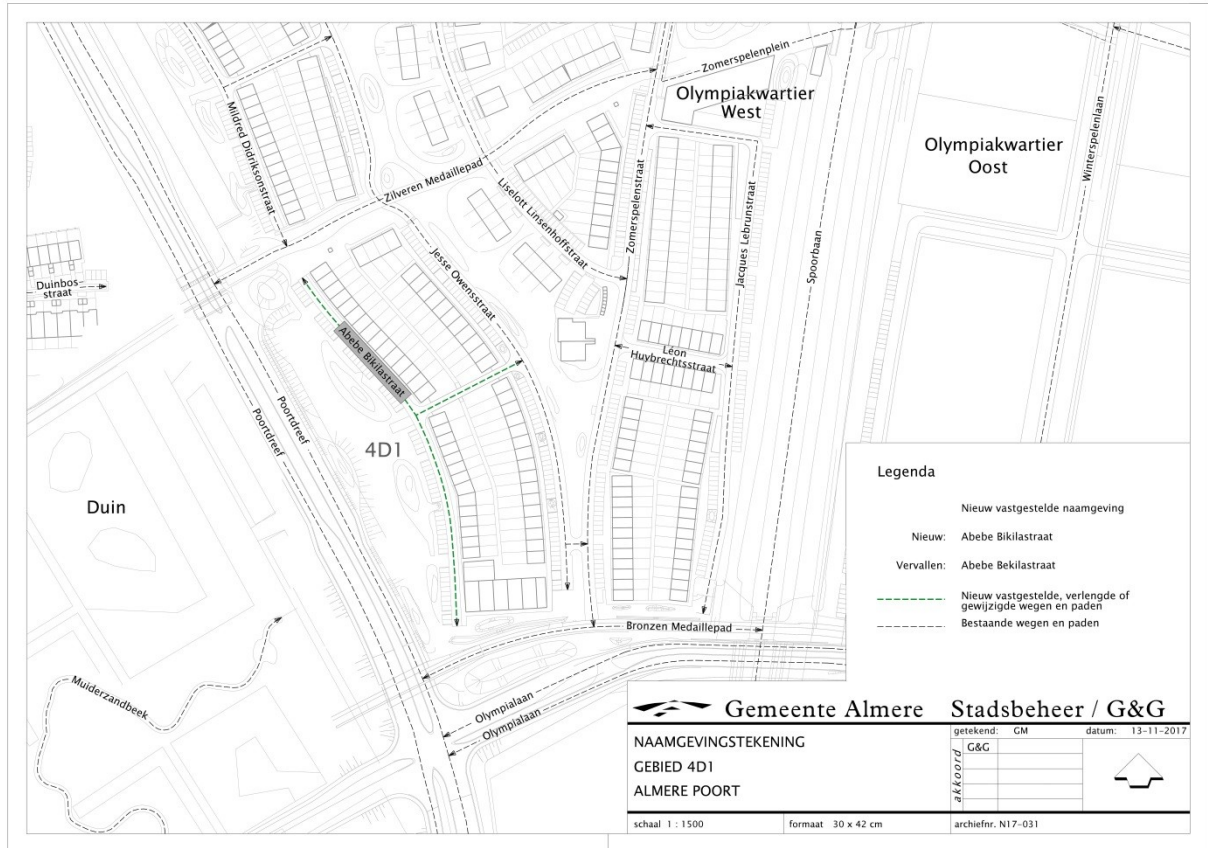 Zomerspelenplein
Olympiakwartier
West
Olympiakwartier
Oost
Winterspelenlaan
Mildred Didriksonstraat
Zilveren Medaillepad
Liselott Linsenhoffstraat
Zomerspelenstraat
Jacques Lebrunstraat
Spoorbaan
Jesse Owensstraat
Duinbos
straat
Abebe Bikilastraat
Léon
Huybrechtsstraat
Poortdreef
Poortdreef
4D1
Duin
Bronzen Medaillepad
Muiderzandbeek
Olympialaan
Olympialaan
Legenda
Nieuw vastgestelde naamgeving
Nieuw: Abebe Bikilastraat
Vervallen: Abebe Bekilastraat
Nieuw vastgestelde, verlengde of
gewijzigde wegen en paden
Bestaande wegen en paden
Gemeente Almere Stadsbeheer / G&G
NAAMGEVINGSTEKENING
GEBIED 4D1
ALMERE POORT
getekend: GM datum: 13-11-2017
akkoord
G&G
schaal 1 : 1500 formaat 30 x 42 cm archiefnr. N17-031